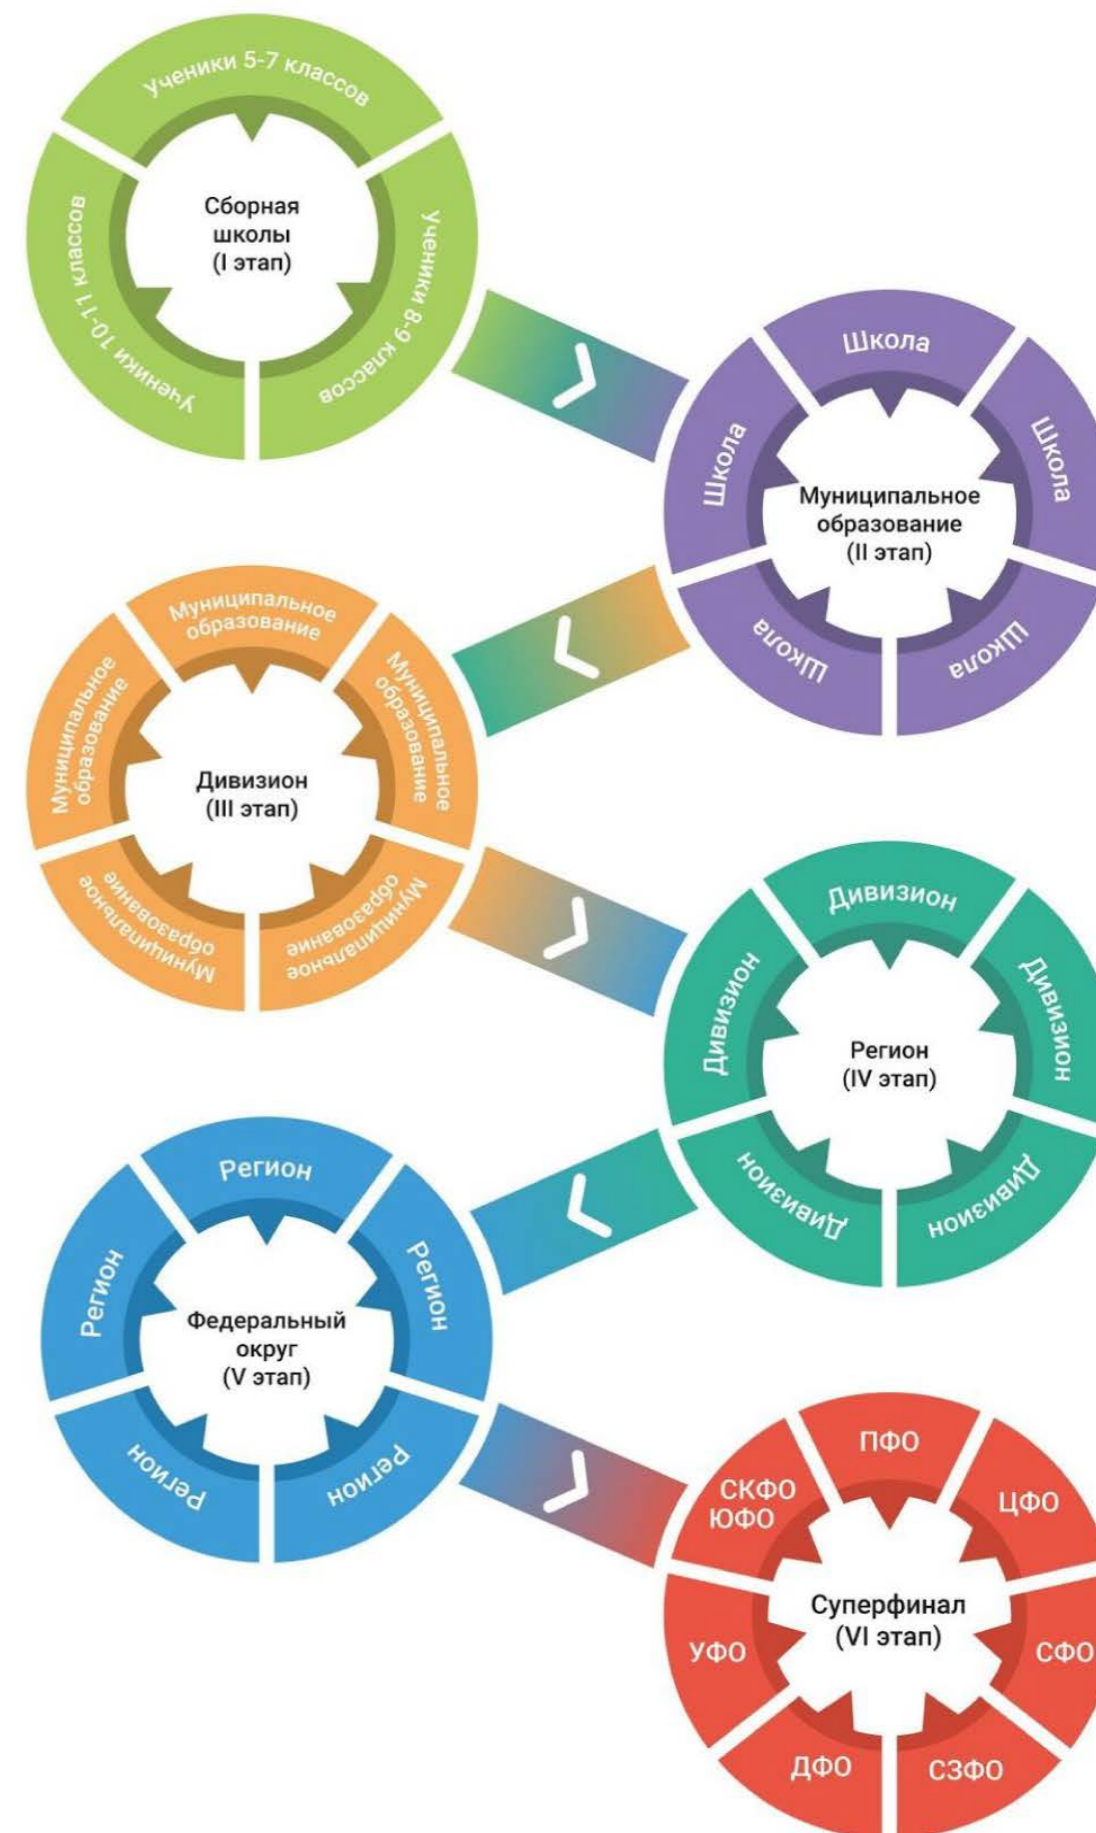 Ученики 5-7 классов
Ученики 10-11 классов
Ученики 8-9 классов
Сборная
школы
(I этап)
Школа
Школа
Школа
Школа
Школа
Муниципальное
образование
(II этап)
Муниципальное
образование
Муниципальное
образование
Муниципальное
образование
Муниципальное
образование
Муниципальное
образование
Дивизион
(III этап)
Дивизион
Дивизион
Дивизион
Дивизион
Дивизион
Регион
(IV этап)
Регион
Регион
Регион
Регион
Регион
Федеральный
округ
(V этап)
ПФО
СКФО
ЮФО
ЦФО
УФО
СФО
ДФО
СЗФО
Суперфинал
(VI этап)